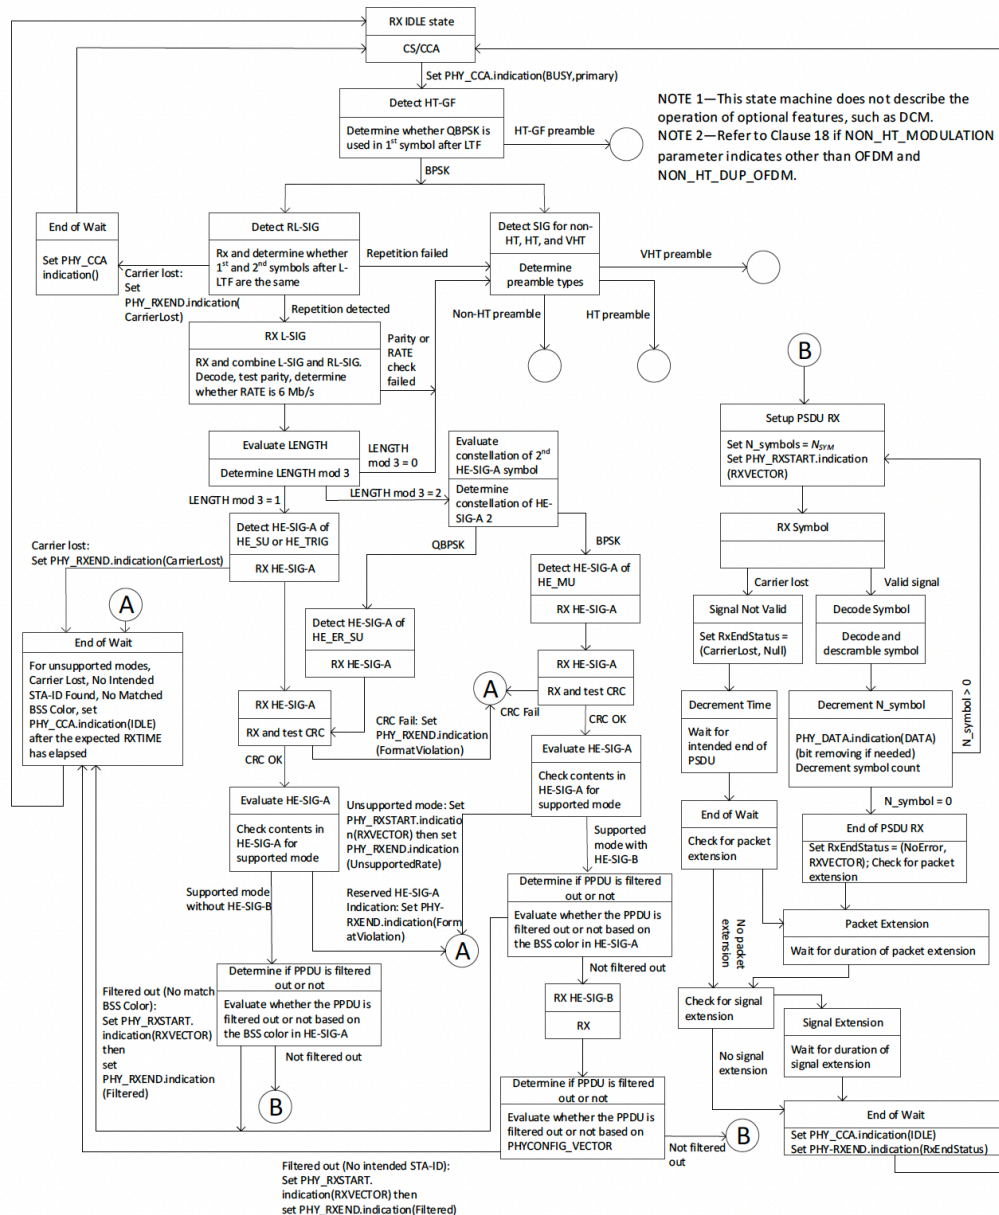 RX IDLE state
CS/CCA
Set PHY_CCA.indication(BUSY,primary)
Detect HT-GF
Determine whether QBPSK is
used in 1st symbol after LTF
HT-GF preamble
BPSK
NOTE 1—This state machine does not describe the
operation of optional features, such as DCM.
NOTE 2—Refer to Clause 18 if NON_HT_MODULATION
parameter indicates other than OFDM and
NON_HT_DUP_OFDM.
End of Wait
Set PHY_CCA
indication()
Carrier lost:
Set
PHY_RXEND.indication(
CarrierLost)
Detect RL-SIG
Rx and determine whether
1st and 2nd symbols after L-
LTF are the same
Repetition failed
Repetition detected
Detect SIG for non-
HT, HT, and VHT
Determine
preamble types
VHT preamble
Non-HT preamble
HT preamble
RX L-SIG
RX and combine L-SIG and RL-SIG.
Decode, test parity, determine
whether RATE is 6 Mb/s
Parity or
RATE
check
failed
Evaluate LENGTH
Determine LENGTH mod 3
LENGTH
mod 3 = 0
LENGTH mod 3 = 1
LENGTH mod 3 = 2
Evaluate
constellation of 2nd
HE-SIG-A symbol
Determine
constellation of HE-
SIG-A 2
QBPSK
BPSK
Detect HE-SIG-A of
HE_SU or HE_TRIG
RX HE-SIG-A
Carrier lost:
Set PHY_RXEND.indication(CarrierLost)
A
End of Wait
For unsupported modes,
Carrier Lost, No Intended
STA-ID Found, No Matched
BSS Color, set
PHY_CCA.indication(IDLE)
after the expected RXTIME
has elapsed
Detect HE-SIG-A of
HE_ER_SU
RX HE-SIG-A
Detect HE-SIG-A of
HE_MU
RX HE-SIG-A
RX HE-SIG-A
RX and test CRC
CRC Fail: Set
PHY_RXEND.indication
(FormatViolation)
CRC OK
A
CRC Fail
RX HE-SIG-A
RX and test CRC
CRC OK
Evaluate HE-SIG-A
Check contents in
HE-SIG-A for
supported mode
Unsupported mode: Set
PHY_RXSTART.indicatio
n(RXVECTOR) then set
PHY_RXEND.indication
(UnsupportedRate)
Reserved HE-SIG-A
Indication: Set PHY-
RXEND.indication(Form
atViolation)
A
Evaluate HE-SIG-A
Check contents in
HE-SIG-A for
supported mode
Supported
mode with
HE-SIG-B
Supported mode
without HE-SIG-B
Determine if PPDU is filtered
out or not
Evaluate whether the PPDU is
filtered out or not based on
the BSS color in HE-SIG-A
Not filtered out
B
Filtered out (No match
BSS Color):
Set PHY_RXSTART.
indication(RXVECTOR)
then
set
PHY_RXEND.indication
(Filtered)
Determine if PPDU is filtered
out or not
Evaluate whether the PPDU is
filtered out or not based on
the BSS color in HE-SIG-A
Not filtered out
RX HE-SIG-B
RX
Determine if PPDU is filtered
out or not
Evaluate whether the PPDU is
filtered out or not based on
PHYCONFIG_VECTOR
Not filtered
out
B
Filtered out (No intended STA-ID):
Set PHY_RXSTART.
indication(RXVECTOR) then
set PHY_RXEND.indication(Filtered)
B
Setup PSDU RX
Set N_symbols = NSYM
Set PHY_RXSTART.indication
(RXVECTOR)
RX Symbol
Carrier lost
Valid signal
Signal Not Valid
Set RxEndStatus =
(CarrierLost, Null)
Decode Symbol
Decode and
descramble symbol
Decrement Time
Wait for
intended end of
PSDU
Decrement N_symbol
PHY_DATA.indication(DATA)
(bit removing if needed)
Decrement symbol count
N_symbol > 0
N_symbol = 0
End of Wait
Check for packet
extension
End of PSDU RX
Set RxEndStatus = (NoError,
RXVECTOR); Check for packet
extension
No packet
extension
Packet Extension
Wait for duration of packet extension
Check for signal
extension
Signal Extension
Wait for duration of
signal extension
No signal
extension
End of Wait
Set PHY_CCA.indication(IDLE)
Set PHY-RXEND.indication(RxEndStatus)